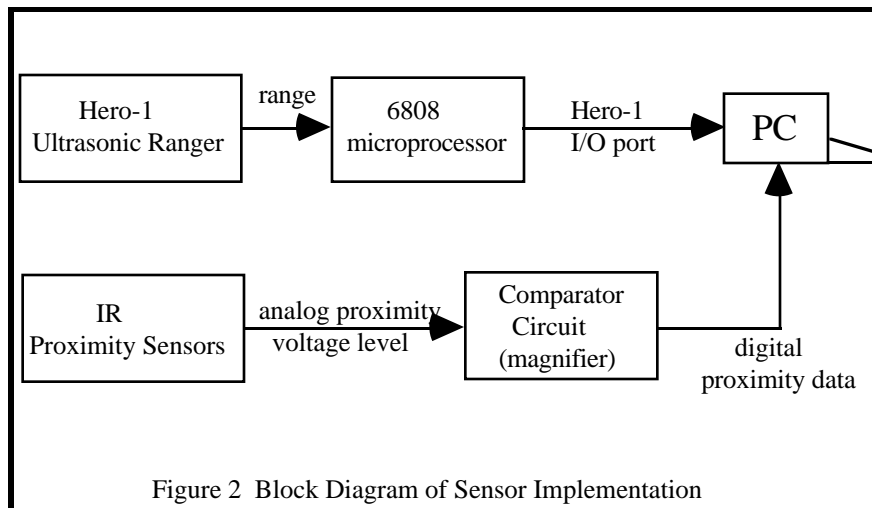 Hero-1
Ultrasonic Ranger
range
6808
microprocessor
Hero-1
I/O port
PC
IR
Proximity Sensors
analog proximity
voltage level
Comparator
Circuit
(magnifier)
digital
proximity data
Figure 2 Block Diagram of Sensor Implementation